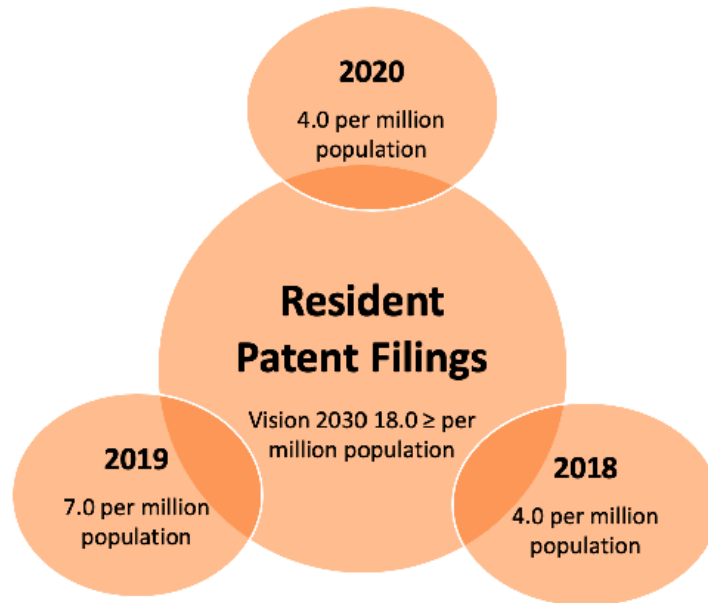 2020
4.0 per million
population
Resident
Patent Filings
Vision 2030 18.0 ≥ per
million population
2019
7.0 per million
population
2018
4.0 per million
population